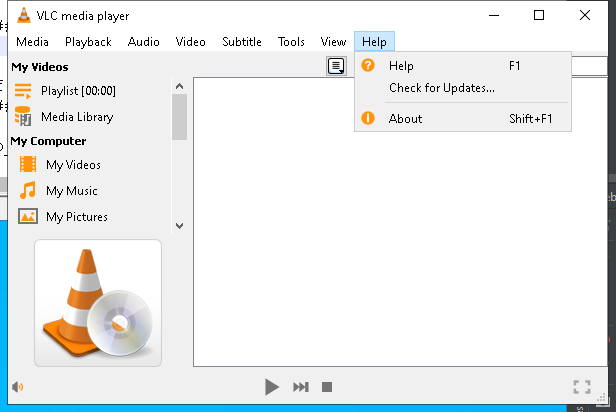 VLC media player
Media Playback Audio Video Subtitle Tools View Help
My Videos
Playlist [00:00]
Media Library
My Computer
My Videos
My Music
My Pictures
Help F1
Check for Updates...
About Shift+F1